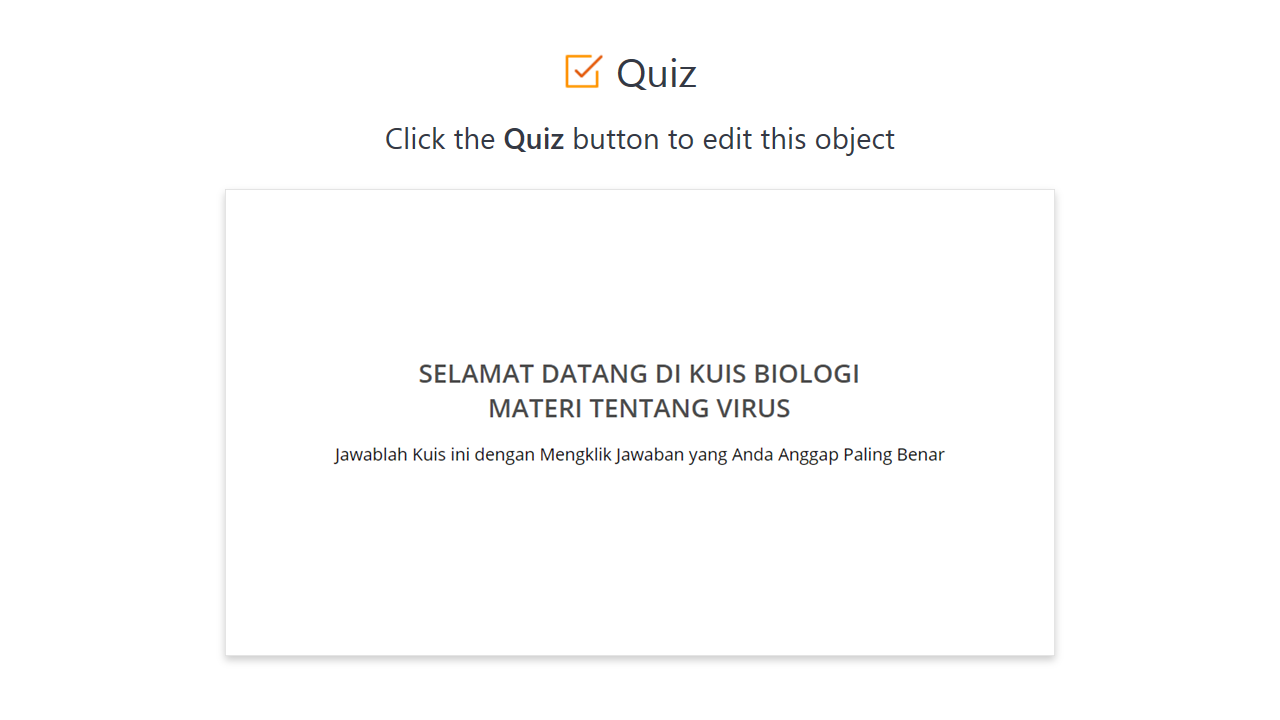 Quiz
Click the Quiz button to edit this object
SELAMAT DATANG DI KUIS BIOLOGI
MATERI TENTANG VIRUS
Jawablah Kuis ini dengan Mengklik Jawaban yang Anda Anggap Paling Benar